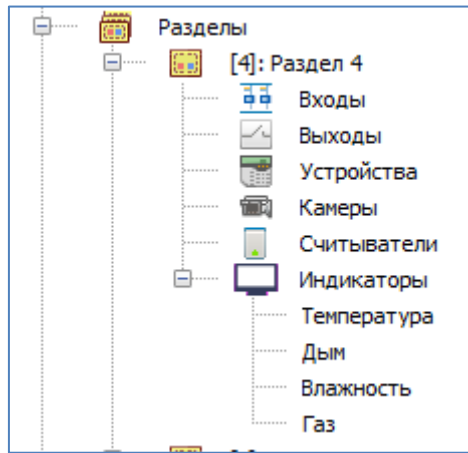 Разделы
[4]: Раздел 4
Входы
Выходы
Устройства
Камеры
Считыватели
Индикаторы
Температура
Дым
Влажность
Газ